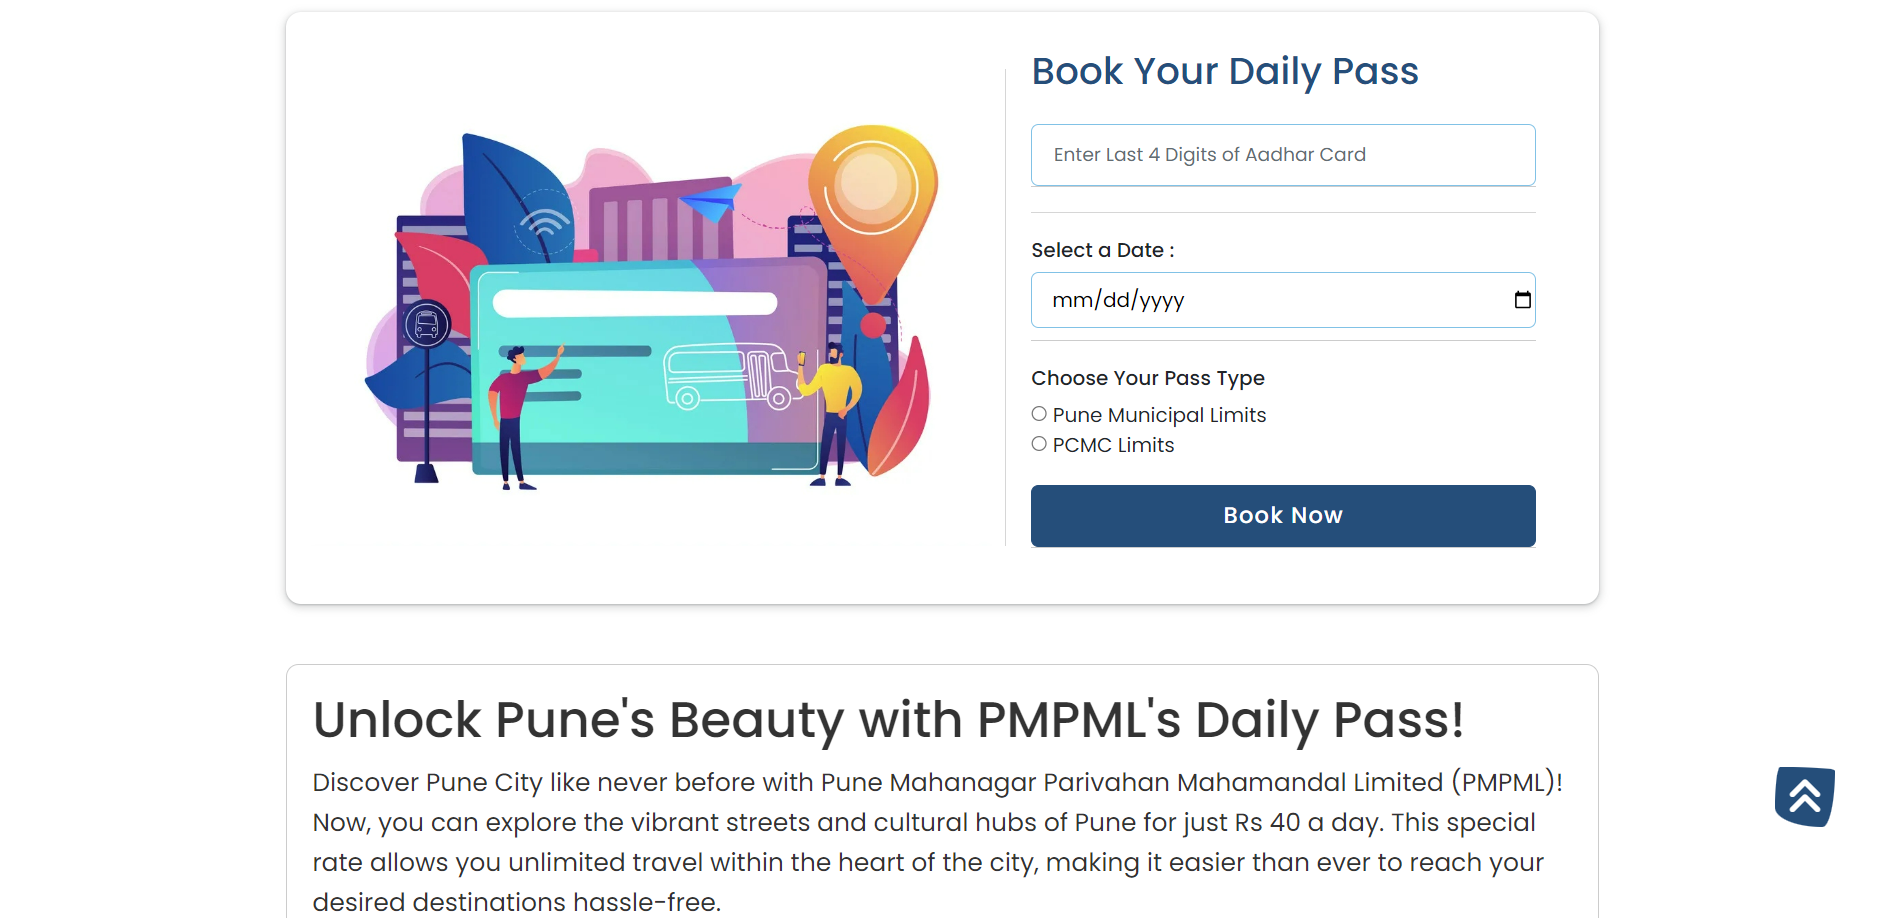 Book Your Daily Pass
Enter Last 4 Digits of Aadhar Card
Select a Date :
mm/dd/yyyy
Choose Your Pass Type
Pune Municipal Limits
PCMC Limits
Book Now
Unlock Pune's Beauty with PMPML's Daily Pass!
Discover Pune City like never before with Pune Mahanagar Parivahan Mahamandal Limited (PMPML)!
Now, you can explore the vibrant streets and cultural hubs of Pune for just Rs 40 a day. This special
rate allows you unlimited travel within the heart of the city, making it easier than ever to reach your
desired destinations hassle-free.